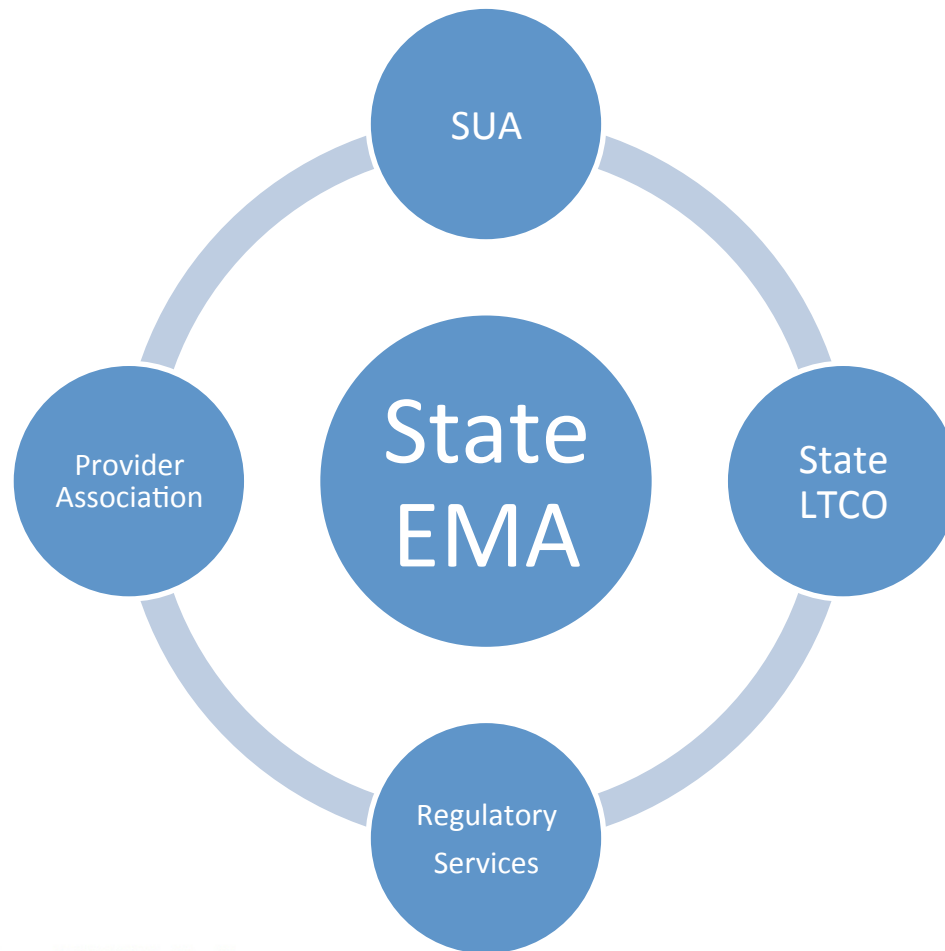 SUA
Provider
Association
State
EMA
State
LTCO
Regulatory
Services